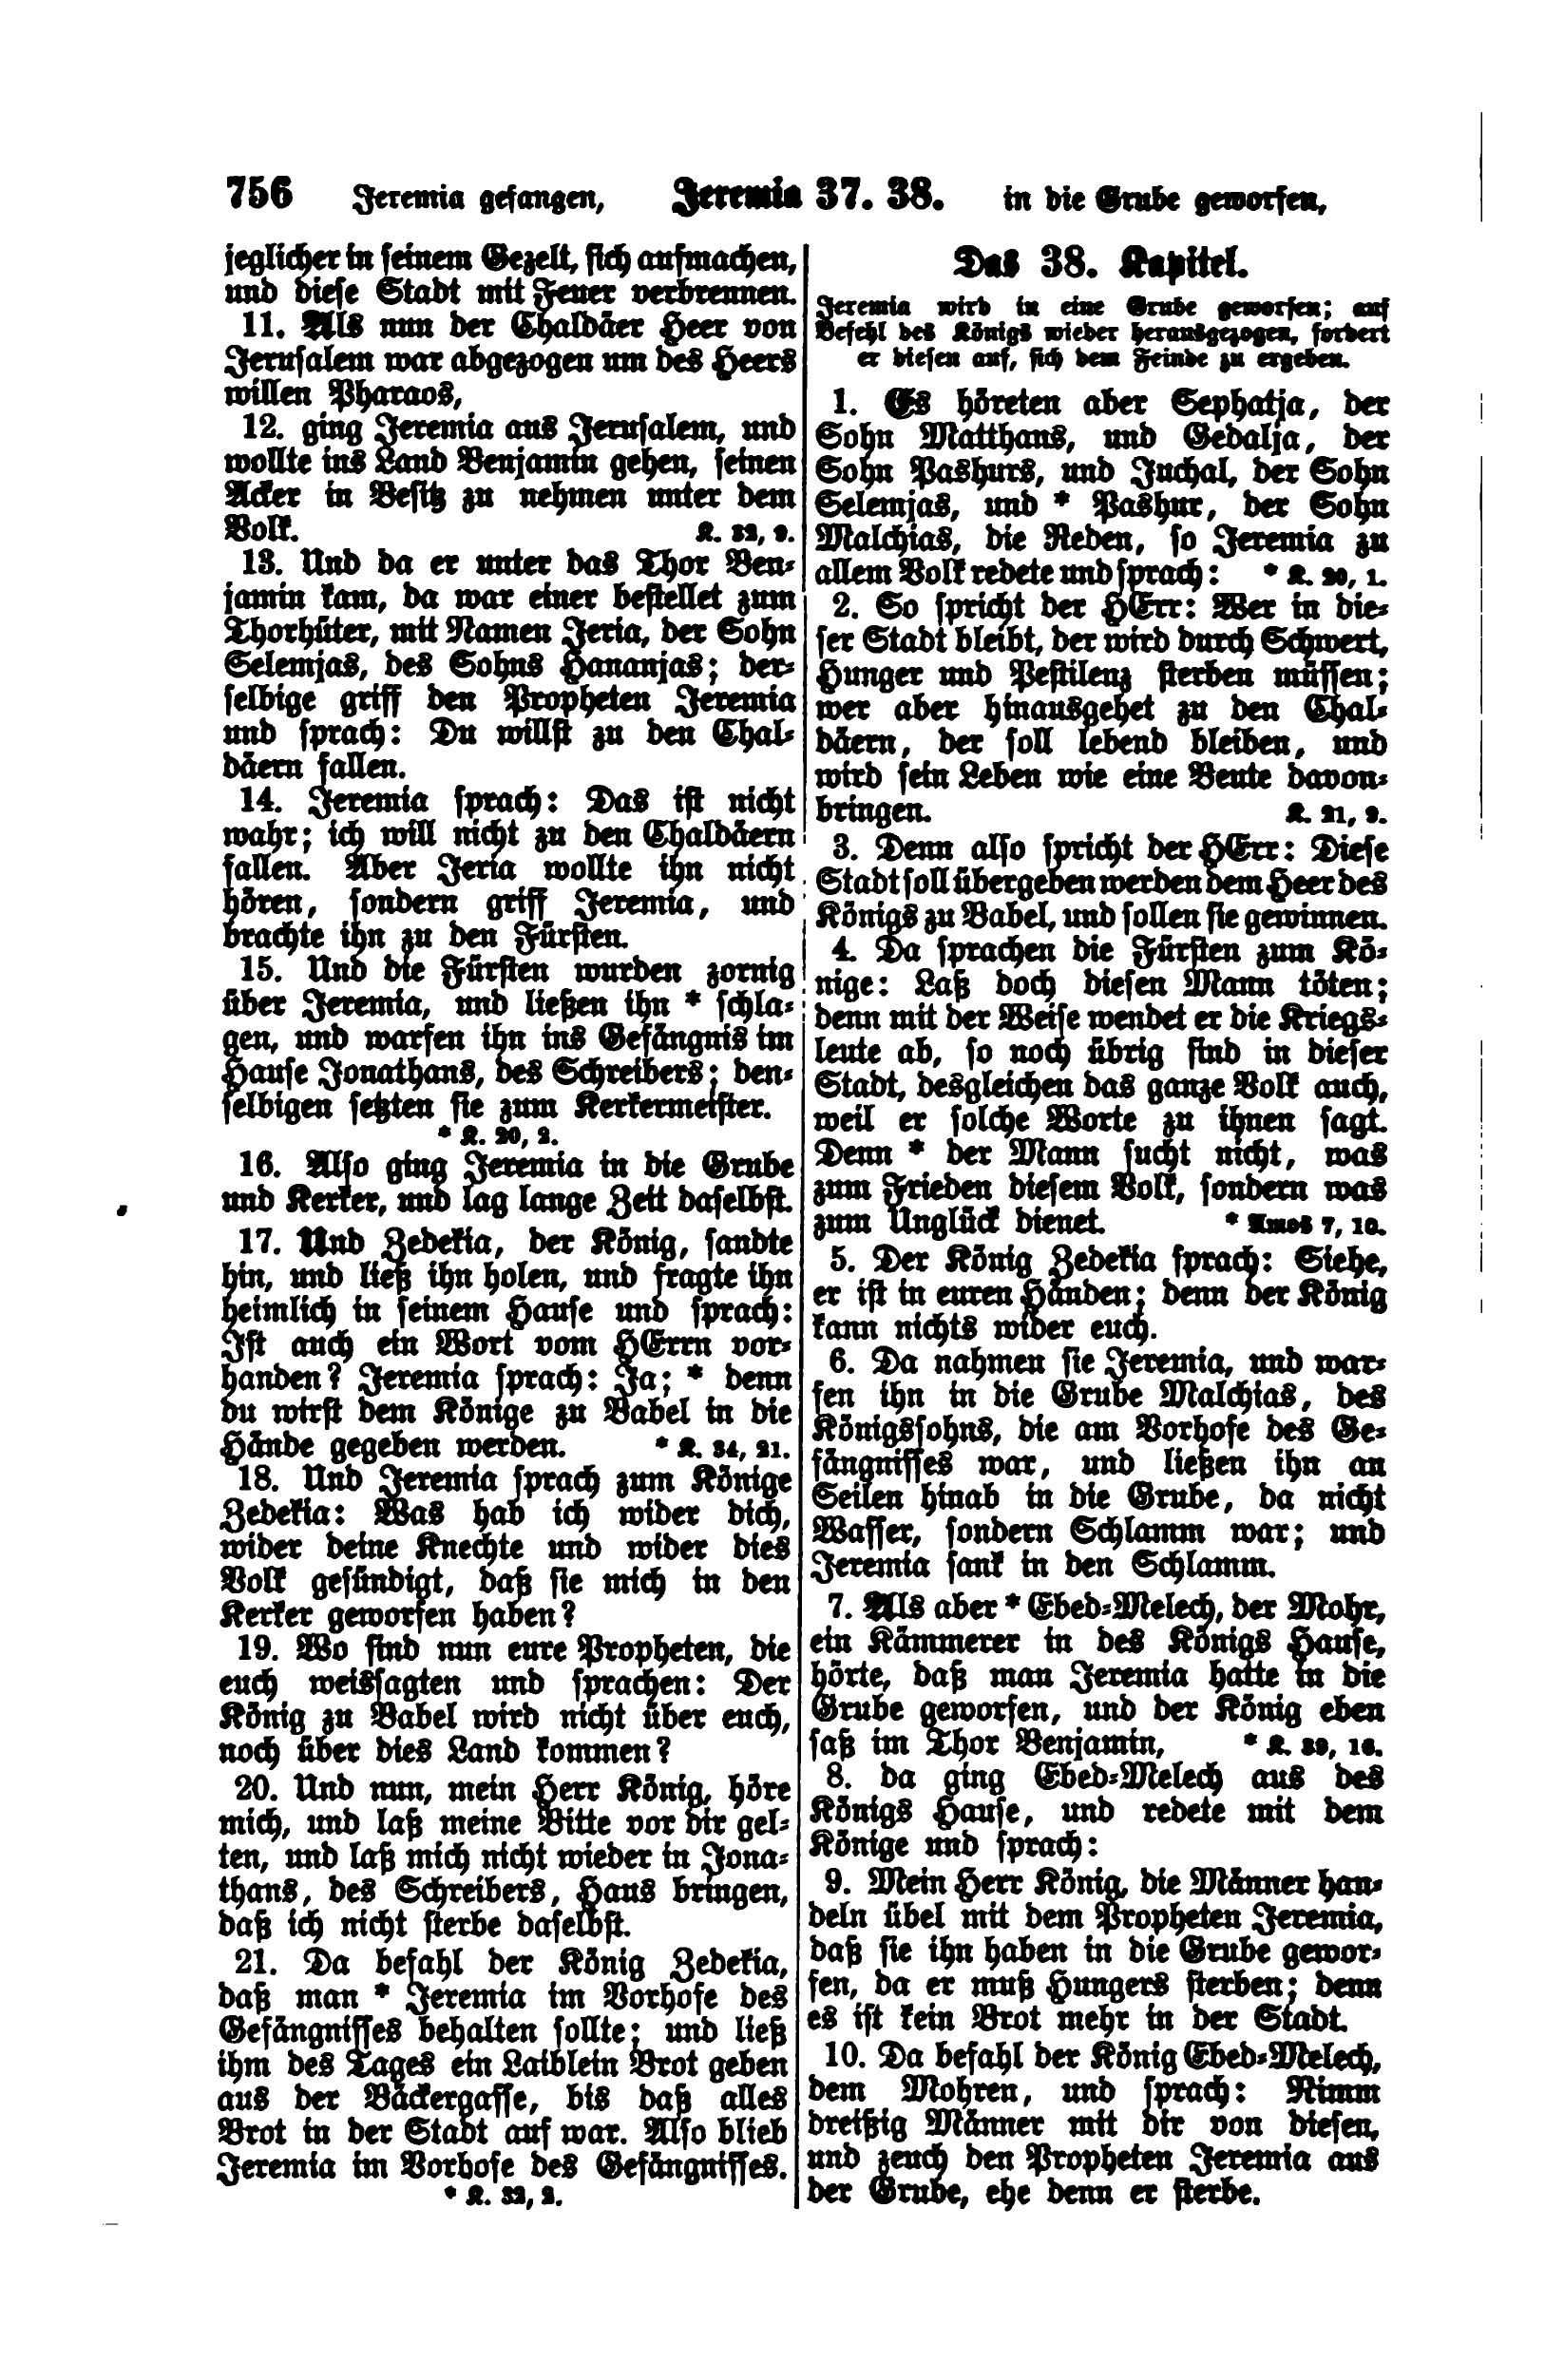 756 Jeremia gefangen, Jeremia 37. 38. in die Grube geworfen,
jeglicher in seinem Gezelt, sich aufmachen,
und diese Stadt mit Feuer verbrennen.
11. Als nun der Chaldäer Heer von
Jerusalem war abgezogen um des Heers
willen Pharaos,
12. ging Jeremia aus Jerusalem, und
wollte ins Land Benjamin gehen, seinen
Acker in Besitz zu nehmen unter dem
Volk. K. 32, 9.
13. Und da er unter das Thor Ben-
jamin kam, da war einer bestellet zum
Thorhüter, mit Namen Jeria, der Sohn
Selemjas, des Sohns Hananjas; der-
selbige griff den Propheten Jeremia
und sprach: Du willst zu den Chal-
däern fallen.
14. Jeremia sprach: Das ist nicht
wahr; ich will nicht zu den Chaldäern
fallen. Aber Jeria wollte ihn nicht
hören, sondern griff Jeremia, und
brachte ihn zu den Fürsten.
15. Und die Fürsten wurden zornig
über Jeremia, und ließen ihn * schla-
gen, und warfen ihn ins Gefängnis im
Hause Jonathans, des Schreibers; den-
selbigen setzten sie zum Kerkermeister.
* K. 20, 2.
16. Also ging Jeremia in die Grube
und Kerker, und lag lange Zeit daselbst.
17. Und Zedekia, der König, sandte
hin, und ließ ihn holen, und fragte ihn
heimlich in seinem Hause und sprach:
Ist auch ein Wort vom HErrn vor-
handen? Jeremia sprach: Ja; * denn
du wirst dem Könige zu Babel in die
Hände gegeben werden. * K. 34, 21.
18. Und Jeremia sprach zum Könige
Zedekia: Was hab ich wider dich,
wider deine Knechte und wider dies
Volk gesündigt, daß sie mich in den
Kerker geworfen haben?
19. Wo sind nun eure Propheten, die
euch weissagten und sprachen: Der
König zu Babel wird nicht über euch,
noch über dies Land kommen?
20. Und nun, mein Herr König, höre
mich, und laß meine Bitte vor dir gel-
ten, und laß mich nicht wieder in Jona-
thans, des Schreibers, Haus bringen,
daß ich nicht sterbe daselbst.
21. Da befahl der König Zedekia,
daß man * Jeremia im Vorhofe des
Gefängnisses behalten sollte; und ließ
ihm des Tages ein Laiblein Brot geben
aus der Bäckergasse, bis daß alles
Brot in der Stadt auf war. Also blieb
Jeremia im Vorhofe des Gefängnisses.
* K. 32, 2.
Das 38. Kapitel.
Jeremia wird in eine Grube geworfen; auf
Befehl des Königs wieder herausgezogen, fordert
er diesen auf, sich dem Feinde zu ergeben.
1. Es höreten aber Sephatja, der
Sohn Matthans, und Gedalja, der
Sohn Pashurs, und Juchal, der Sohn
Selemjas, und * Pashur, der Sohn
Malchias, die Reden, so Jeremia zu
allem Volk redete und sprach: * K. 20, 1.
2. So spricht der HErr: Wer in die-
ser Stadt bleibt, der wird durch Schwert,
Hunger und Pestilenz sterben müssen;
wer aber hinausgehet zu den Chal-
däern, der soll lebend bleiben, und
wird sein Leben wie eine Beute davon-
bringen. K. 21, 9.
3. Denn also spricht der HErr: Diese
Stadt soll übergeben werden dem Heer des
Königs zu Babel, und sollen sie gewinnen.
4. Da sprachen die Fürsten zum Kö-
nige: Laß doch diesen Mann töten;
denn mit der Weise wendet er die Kriegs-
leute ab, so noch übrig sind in dieser
Stadt, desgleichen das ganze Volk auch,
weil er solche Worte zu ihnen sagt.
Denn * der Mann sucht nicht, was
zum Frieden diesem Volk, sondern was
zum Unglück dienet. * Amos 7, 10.
5. Der König Zedekia sprach: Siehe,
er ist in euren Händen; denn der König
kann nichts wider euch.
6. Da nahmen sie Jeremia, und war-
fen ihn in die Grube Malchias, des
Königssohns, die am Vorhofe des Ge-
fängnisses war, und ließen ihn an
Seilen hinab in die Grube, da nicht
Wasser, sondern Schlamm war; und
Jeremia sank in den Schlamm.
7. Als aber * Ebed-Melech, der Mohr,
ein Kämmerer in des Königs Hause,
hörte, daß man Jeremia hatte in die
Grube geworfen, und der König eben
saß im Thor Benjamin, * K. 39, 16.
8. da ging Ebed-Melech aus des
Königs Hause, und redete mit dem
Könige und sprach:
9. Mein Herr König, die Männer han-
deln übel mit dem Propheten Jeremia,
daß sie ihn haben in die Grube gewor-
fen, da er muß Hungers sterben; denn
es ist kein Brot mehr in der Stadt.
10. Da befahl der König Ebed-Melech,
dem Mohren, und sprach: Nimm
dreißig Männer mit dir von diesen,
und zeuch den Propheten Jeremia aus
der Grube, ehe denn er sterbe.